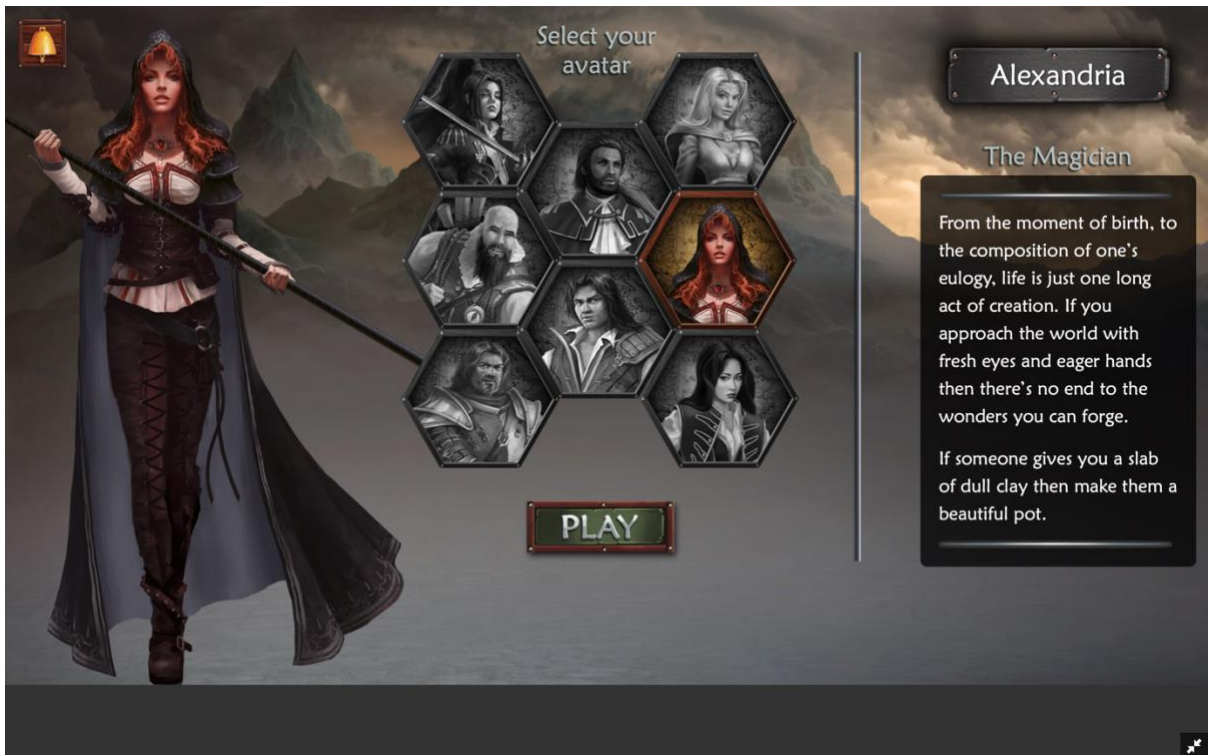 Select your
avatar
Alexandria
The Magician
From the moment of birth, to
the composition of one's
eulogy, life is just one long
act of creation. If you
approach the world with
fresh eyes and eager hands
then there's no end to the
wonders you can forge.
If someone gives you a slab
of dull clay then make them a
beautiful pot.
PLAY